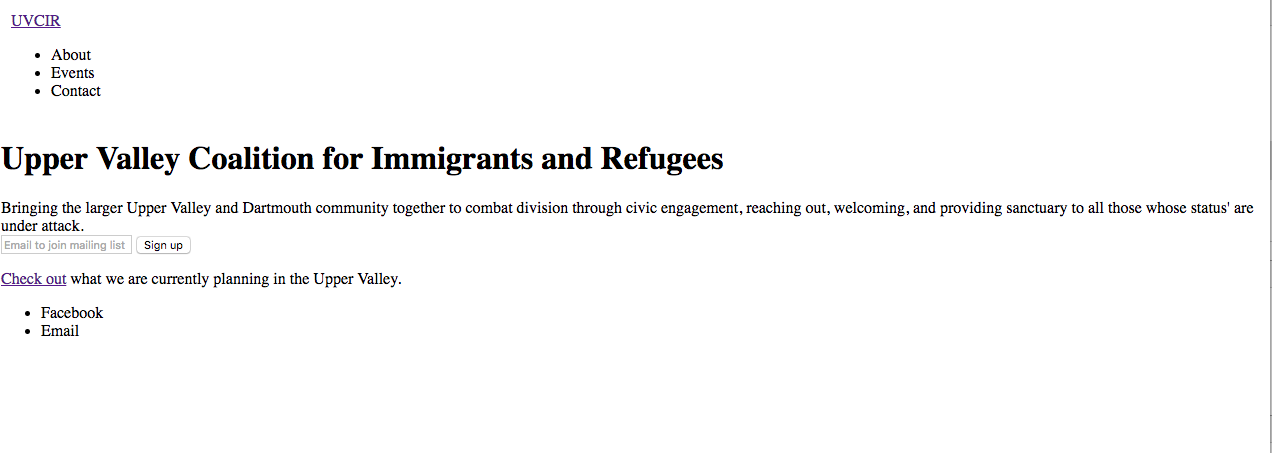 UVCIR
About
Events
Contact
Upper Valley Coalition for Immigrants and Refugees
Bringing the larger Upper Valley and Dartmouth community together to combat division through civic engagement, reaching out, welcoming, and providing sanctuary to all those whose status' are
under attack.
Email to join mailing list Sign up
Check out what we are currently planning in the Upper Valley.
Facebook
Email